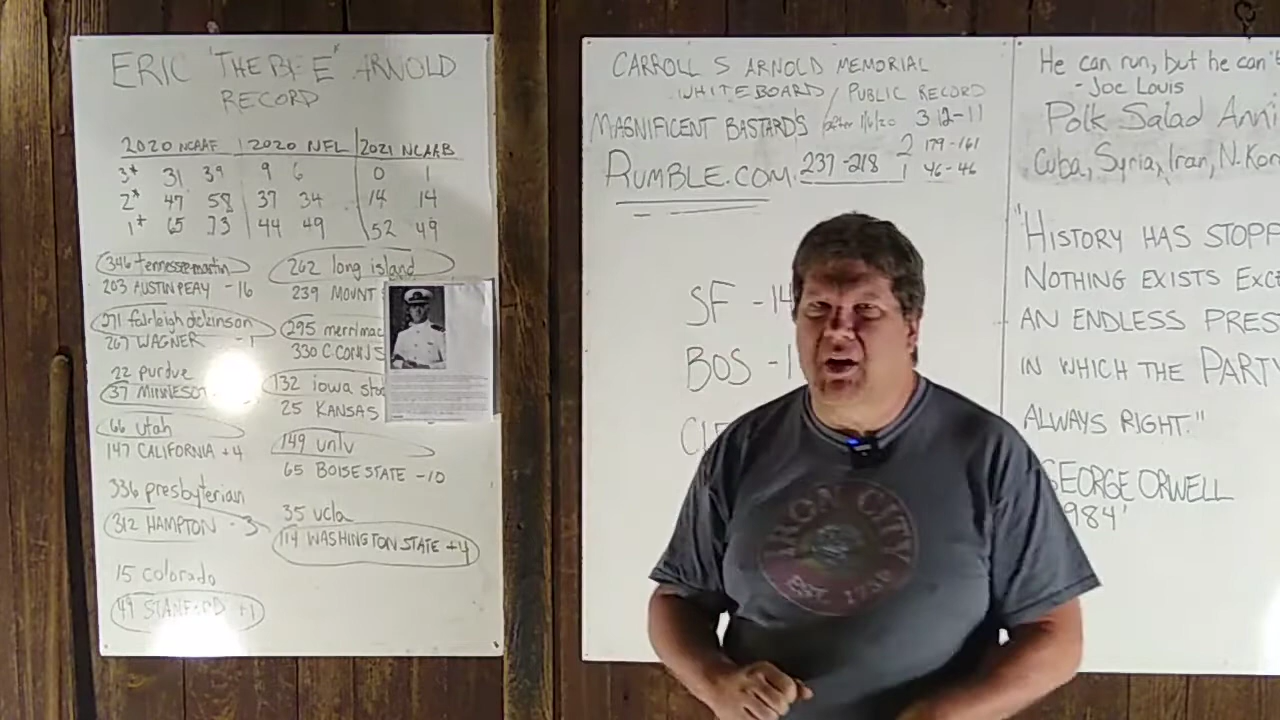 ERIC "THE BEE" ARNOLD
RECORD
2020 NCAAF 2020 NFL 2021 NCAAB
3* 31 39 9 6 0 1
2* 47 58 37 34 14 14
1* 65 73 44 49 52 49
346 tennessee-martin
203 AUSTIN PEAY -16
271 fairleigh dickinson
267 WAGNER -1
22 purdue
37 MINNESOT
66 utah
147 CALIFORNIA +4
336 presbyterian
312 HAMPTON -3
15 colorado
49 STANFORD +1
262 long island
239 MOUNT
295 merrimac
330 C.CONN S
132 iowa sta
25 KANSAS
149 unlv
65 BOISE STATE -10
35 ucla
114 WASHINGTON STATE +4
CARROLL S ARNOLD MEMORIAL
WHITEBOARD / PUBLIC RECORD
MAGNIFICENT BASTARDS after 1/6/20 3 12-11
2 179-161
RUMBLE.COM 237-218 1 46-46
SF -14
BOS -1
CLE
He can run, but he can't
- JOE LOUIS
Polk Salad Anni
Cuba, Syria, Iran, N.Kor
"HISTORY HAS STOPP
NOTHING EXISTS EXC
AN ENDLESS PRES
IN WHICH THE PARTY
ALWAYS RIGHT."
GEORGE ORWELL
984'
IRON CITY
EST. 1956